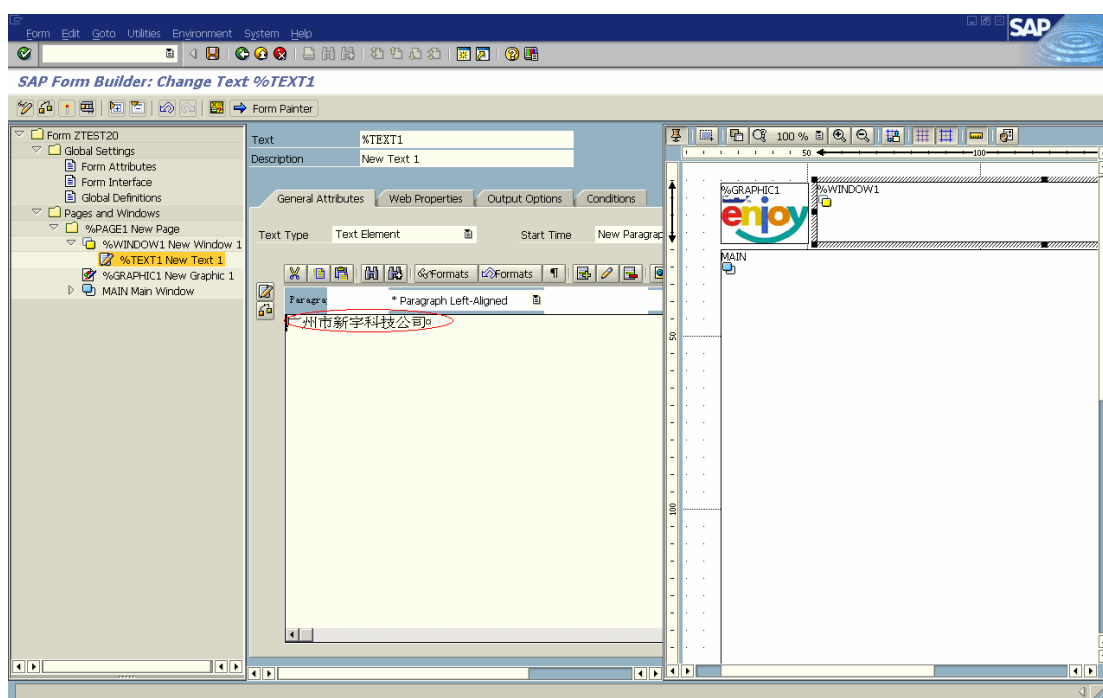 Form Edit Goto Utilities Environment System Help
SAP
SAP Form Builder: Change Text %TEXT1
Form Painter
Form ZTEST20
Global Settings
Form Attributes
Form Interface
Global Definitions
Pages and Windows
%PAGE1 New Page
%WINDOW1 New Window 1
%TEXT1 New Text 1
%GRAPHIC1 New Graphic 1
MAIN Main Window
Text %TEXT1
Description New Text 1
General Attributes Web Properties Output Options Conditions
Text Type Text Element Start Time New Paragrap
Formats Formats
Paragra * Paragraph Left-Aligned
广州市新宇科技公司
100 %
50 100
%GRAPHIC1 %WINDOW1
enjoy
MAIN
50
100